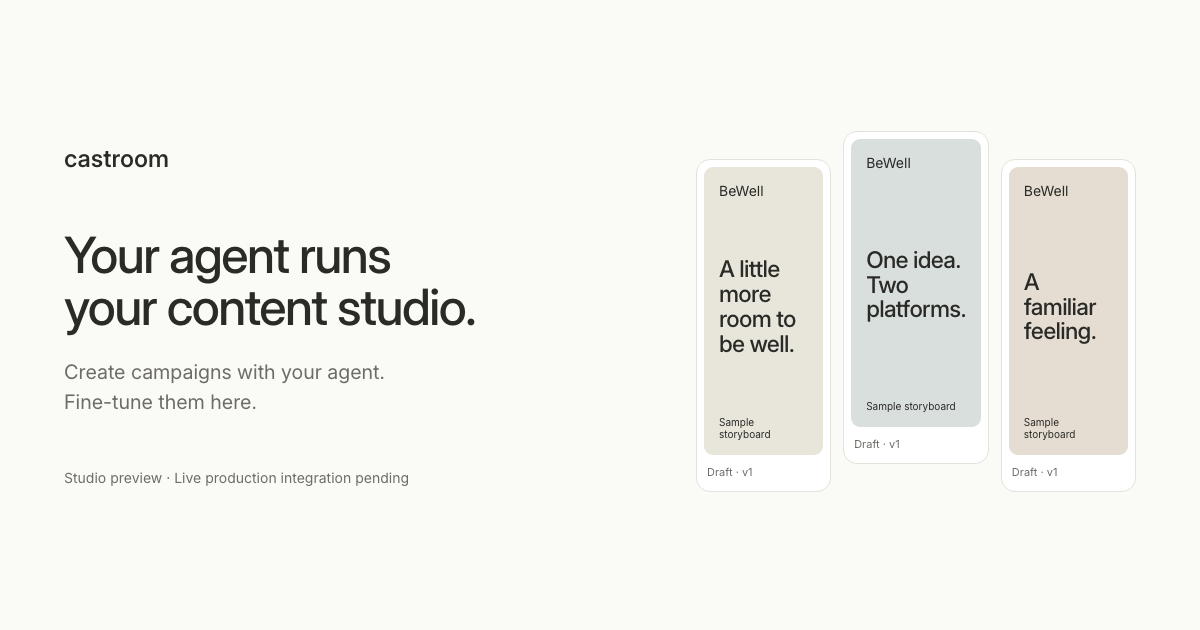 castroom
Your agent runs
your content studio.
Create campaigns with your agent.
Fine-tune them here.
Studio preview · Live production integration pending
BeWell
A little
more
room to
be well.
Sample
storyboard
Draft · v1
BeWell
One idea.
Two
platforms.
Sample storyboard
Draft · v1
BeWell
A
familiar
feeling.
Sample
storyboard
Draft · v1